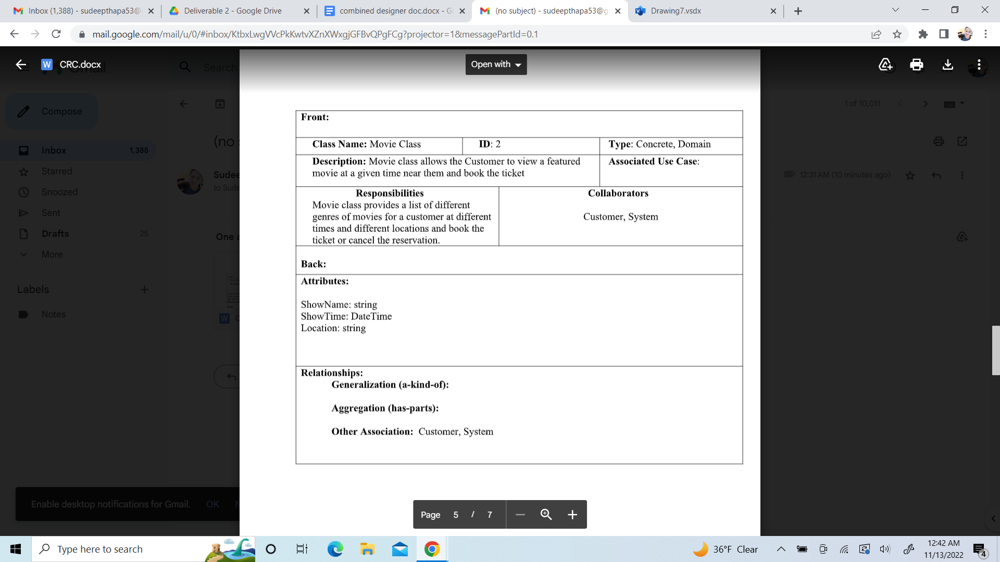 Inbox (1,388) - sudeepthapa53@
Deliverable 2 - Google Drive
combined designer doc.docx - G
(no subject) - sudeepthapa53@g
Drawing7.vsdx
mail.google.com/mail/u/0/#inbox/KtbxLwgVVcPkKwtvXZnXWxgjGFBvQPgFCg?projector=1&messagePartId=0.1
W CRC.docx
Gmail
Search
Open with
Compose
1 of 10,011
(no
Inbox 1,388
Starred
Snoozed
Sent
Drafts 25
More
Labels
Notes
Sudee
to Sude
12:31 AM (10 minutes ago)
One a
W
Front:
Class Name: Movie Class
ID: 2
Type: Concrete, Domain
Description: Movie class allows the Customer to view a featured
movie at a given time near them and book the ticket
Associated Use Case:
Responsibilities
Movie class provides a list of different
genres of movies for a customer at different
times and different locations and book the
ticket or cancel the reservation.
Collaborators
Customer, System
Back:
Attributes:
ShowName: string
ShowTime: DateTime
Location: string
Relationships:
Generalization (a-kind-of):
Aggregation (has-parts):
Other Association: Customer, System
Enable desktop notifications for Gmail. OK
Page 5 / 7
Type here to search
36°F Clear
12:42 AM
11/13/2022
4